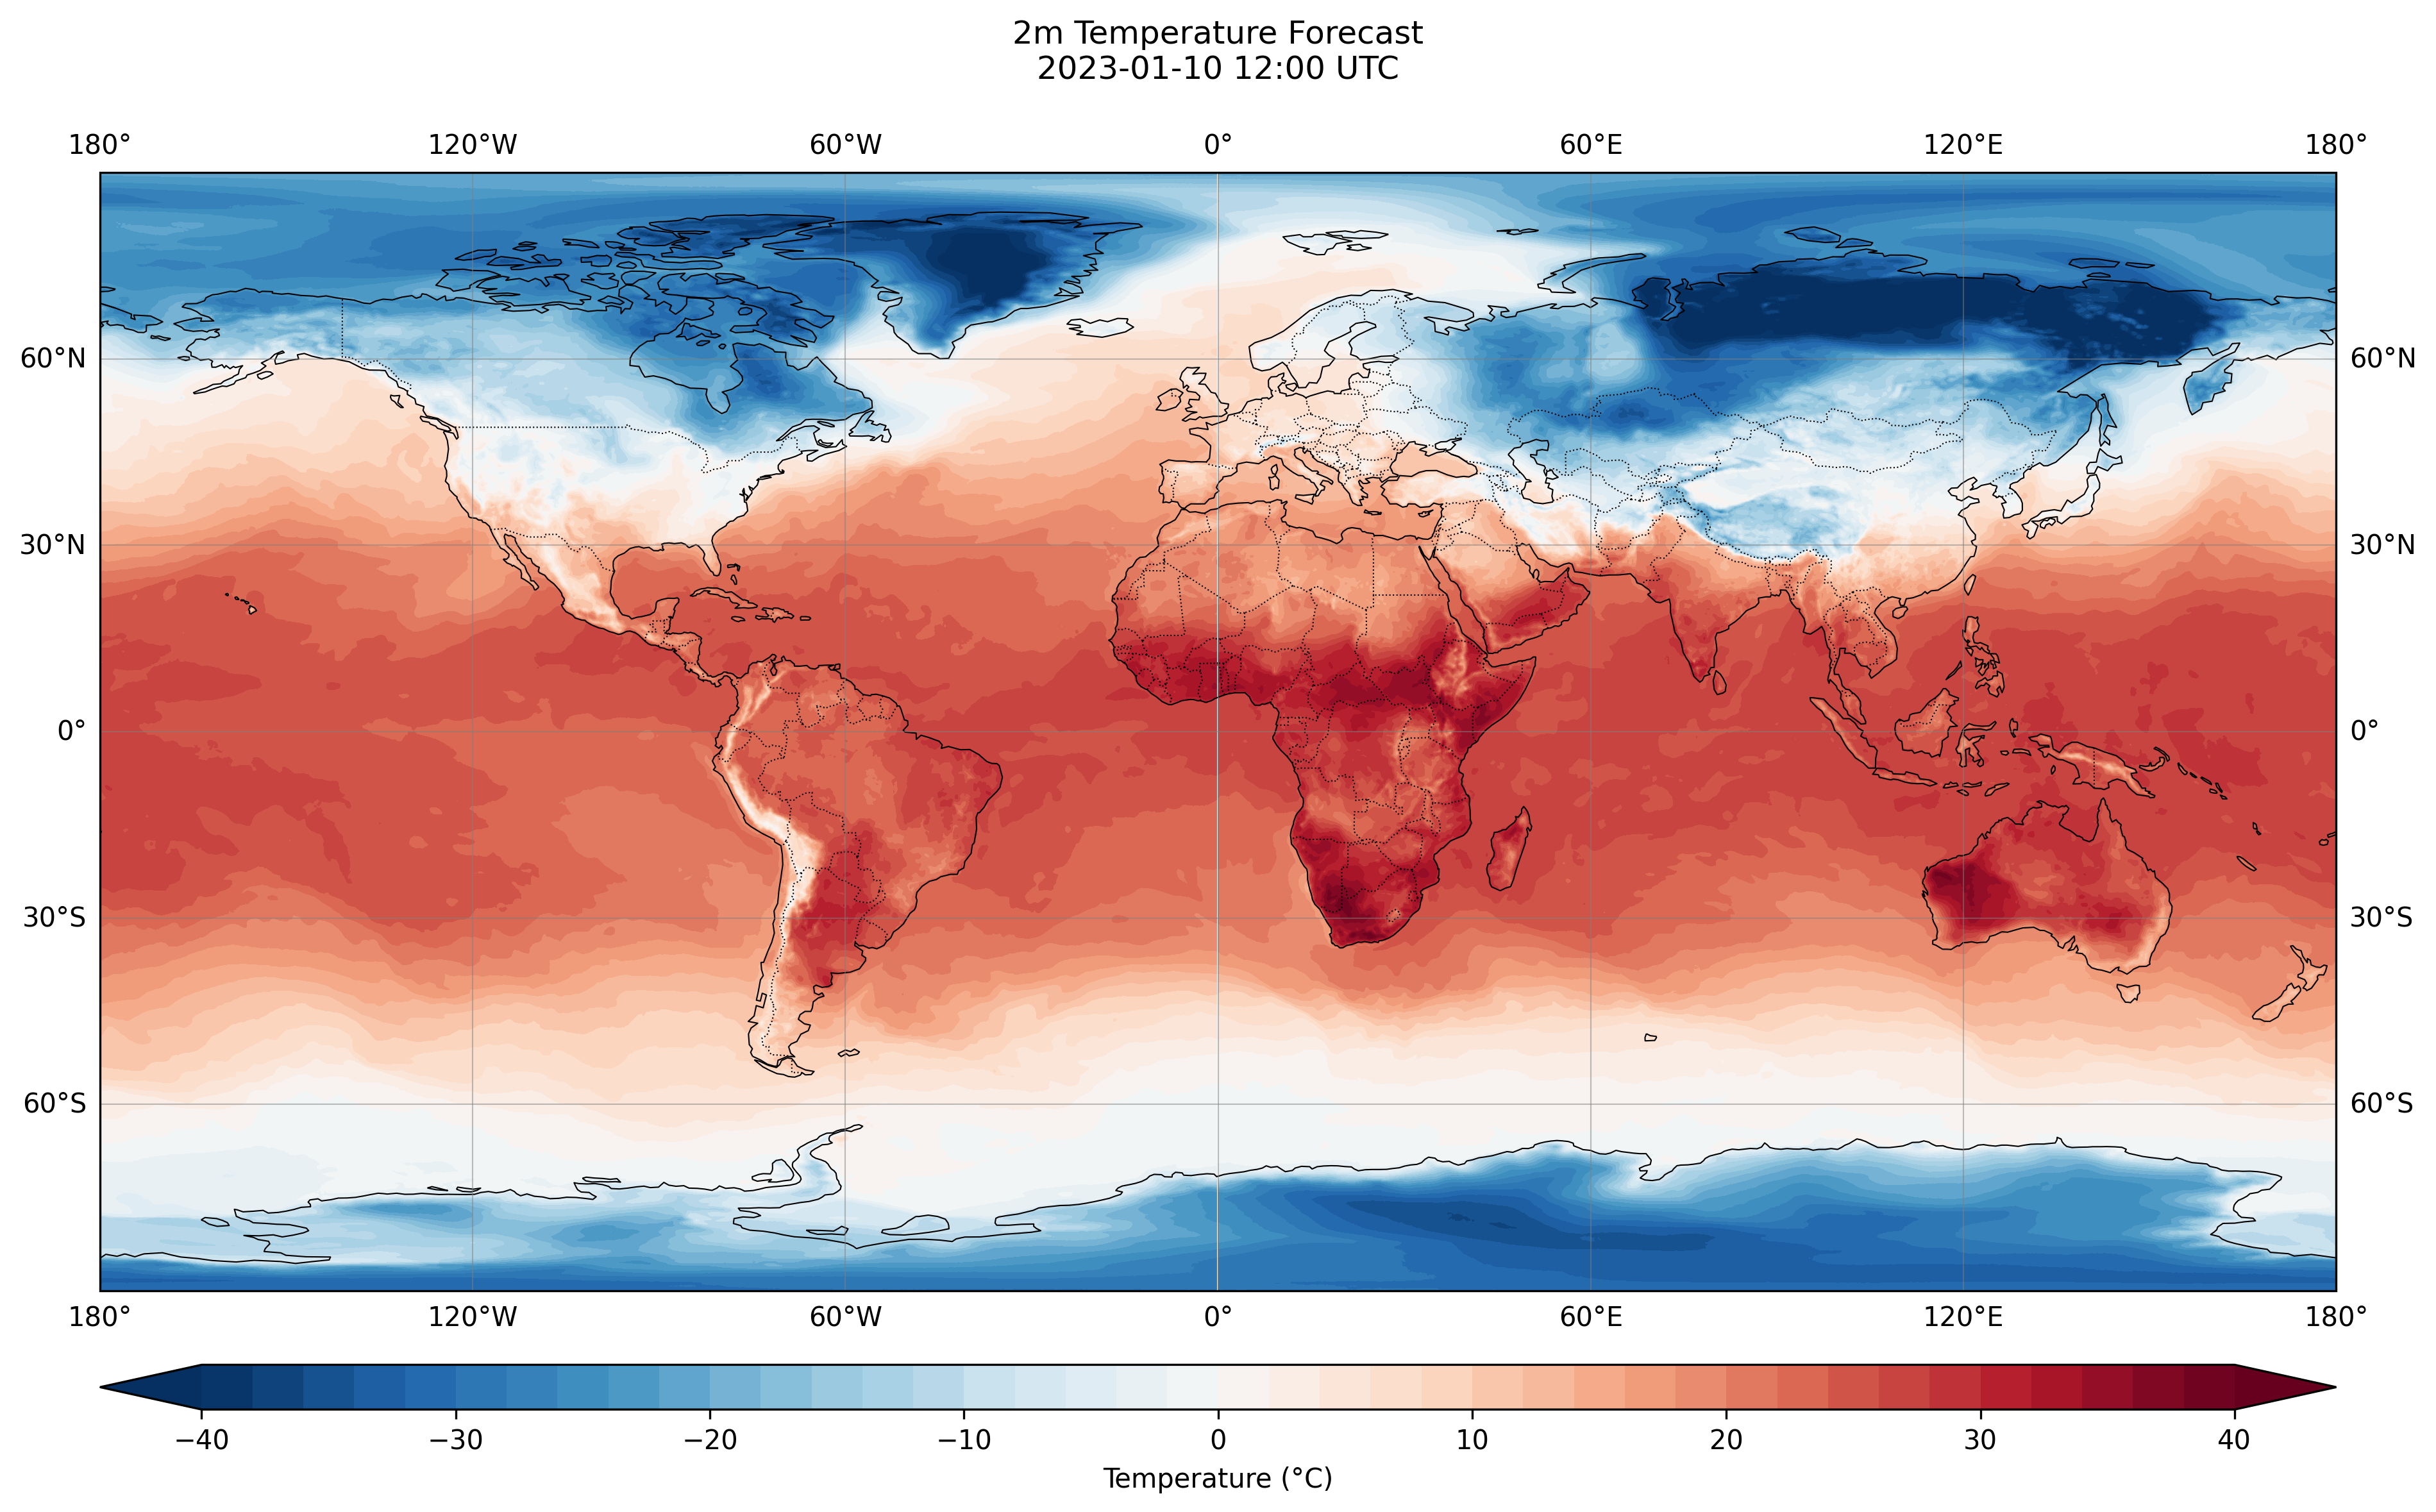 2m Temperature Forecast
2023-01-10 12:00 UTC
180° 120°W 60°W 0° 60°E 120°E 180°
60°N 60°N
30°N 30°N
0° 0°
30°S 30°S
60°S 60°S
180° 120°W 60°W 0° 60°E 120°E 180°
−40 −30 −20 −10 0 10 20 30 40
Temperature (°C)